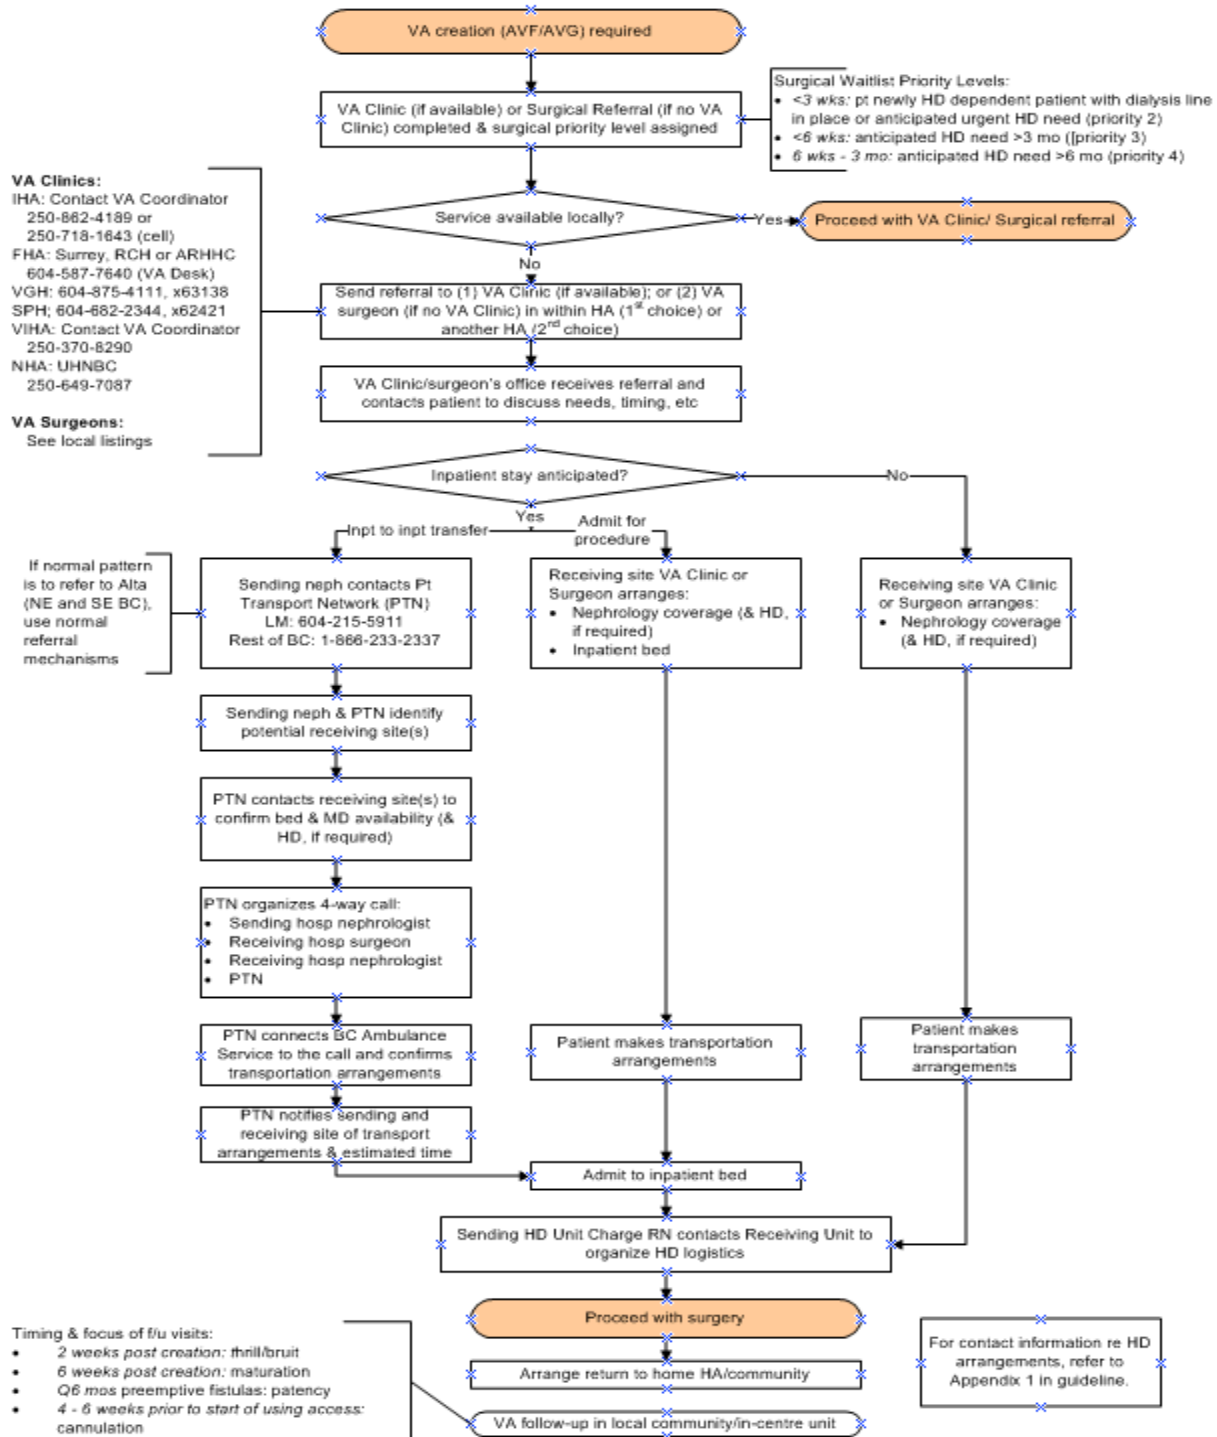 VA creation (AVF/AVG) required
VA Clinic (if available) or Surgical Referral (if no VA
Clinic) completed & surgical priority level assigned
Surgical Waitlist Priority Levels:
• <3 wks: pt newly HD dependent patient with dialysis line
in place or anticipated urgent HD need (priority 2)
• <6 wks: anticipated HD need >3 mo ([priority 3)
• 6 wks - 3 mo: anticipated HD need >6 mo (priority 4)
Service available locally?
Yes
Proceed with VA Clinic/ Surgical referral
No
VA Clinics:
IHA: Contact VA Coordinator
250-862-4189 or
250-718-1643 (cell)
FHA: Surrey, RCH or ARHHC
604-587-7640 (VA Desk)
VGH: 604-875-4111, x63138
SPH; 604-682-2344, x62421
VIHA: Contact VA Coordinator
250-370-8290
NHA: UHNBC
250-649-7087
VA Surgeons:
See local listings
Send referral to (1) VA Clinic (if available); or (2) VA
surgeon (if no VA Clinic) in within HA (1st choice) or
another HA (2nd choice)
VA Clinic/surgeon's office receives referral and
contacts patient to discuss needs, timing, etc
Inpatient stay anticipated?
No
Yes
Inpt to inpt transfer
Admit for
procedure
If normal pattern
is to refer to Alta
(NE and SE BC),
use normal
referral
mechanisms
Sending neph contacts Pt
Transport Network (PTN)
LM: 604-215-5911
Rest of BC: 1-866-233-2337
Receiving site VA Clinic or
Surgeon arranges:
• Nephrology coverage (& HD,
if required)
• Inpatient bed
Receiving site VA Clinic
or Surgeon arranges:
• Nephrology coverage
(& HD, if required)
Sending neph & PTN identify
potential receiving site(s)
PTN contacts receiving site(s) to
confirm bed & MD availability (&
HD, if required)
PTN organizes 4-way call:
• Sending hosp nephrologist
• Receiving hosp surgeon
• Receiving hosp nephrologist
• PTN
PTN connects BC Ambulance
Service to the call and confirms
transportation arrangements
Patient makes transportation
arrangements
Patient makes
transportation
arrangements
PTN notifies sending and
receiving site of transport
arrangements & estimated time
Admit to inpatient bed
Sending HD Unit Charge RN contacts Receiving Unit to
organize HD logistics
Proceed with surgery
Arrange return to home HA/community
VA follow-up in local community/in-centre unit
Timing & focus of f/u visits:
• 2 weeks post creation: thrill/bruit
• 6 weeks post creation: maturation
• Q6 mos preemptive fistulas: patency
• 4 - 6 weeks prior to start of using access:
cannulation
For contact information re HD
arrangements, refer to
Appendix 1 in guideline.